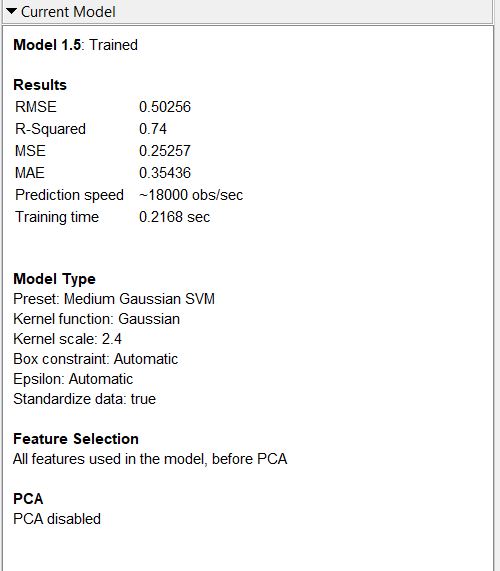 Current Model
Model 1.5: Trained
Results
RMSE 0.50256
R-Squared 0.74
MSE 0.25257
MAE 0.35436
Prediction speed ~18000 obs/sec
Training time 0.2168 sec
Model Type
Preset: Medium Gaussian SVM
Kernel function: Gaussian
Kernel scale: 2.4
Box constraint: Automatic
Epsilon: Automatic
Standardize data: true
Feature Selection
All features used in the model, before PCA
PCA
PCA disabled